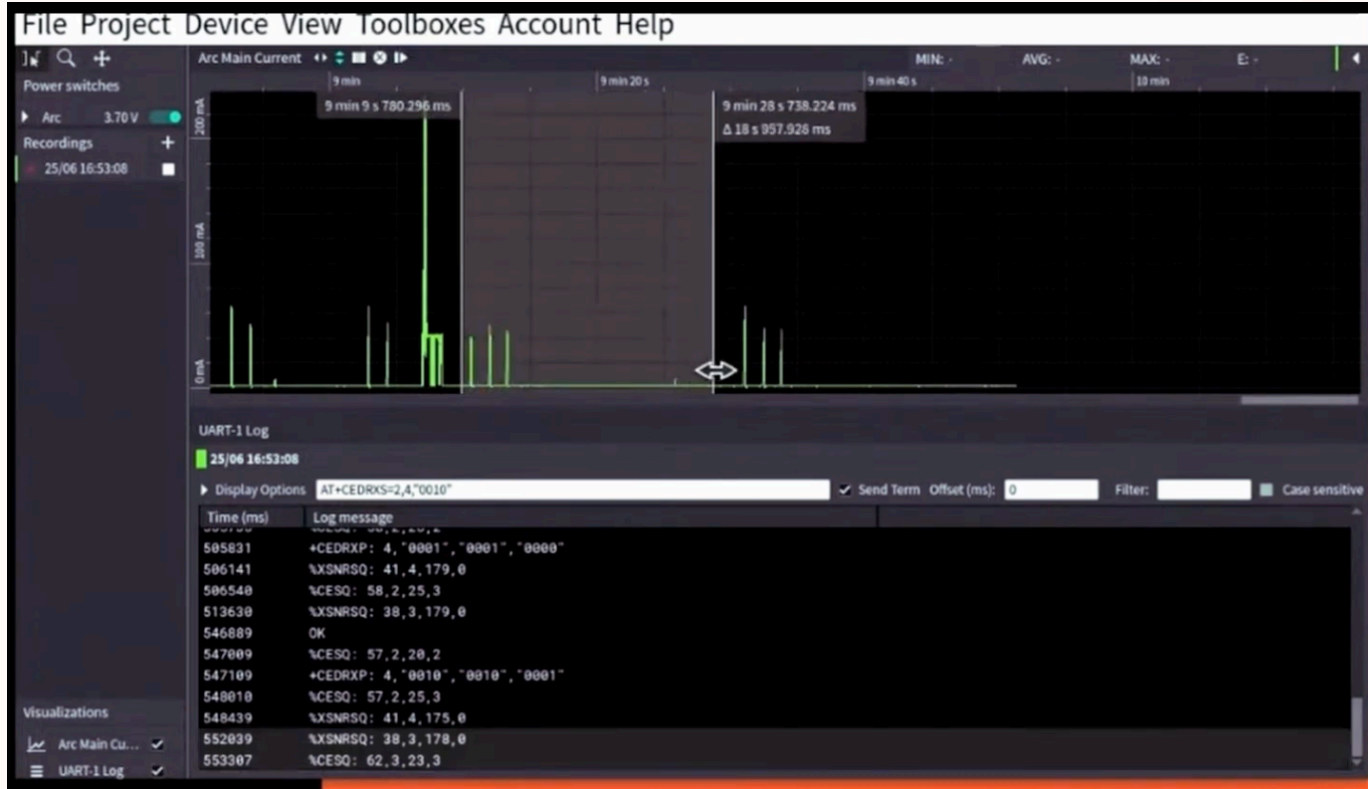 File Project Device View Toolboxes Account Help
Arc Main Current MIN: - AVG: - MAX: - E: -
Power switches
9 min 9 min 20 s 9 min 40 s 10 min
9 min 9 s 780.296 ms 9 min 28 s 738.224 ms
Arc 3.70 V
200 mA
Δ 18 s 957.928 ms
Recordings
25/06 16:53:08
100 mA
0 mA
UART-1 Log
25/06 16:53:08
Display Options AT+CEDRXS=2,4,"0010" Send Term Offset (ms): 0 Filter: Case sensitive
Time (ms) Log message
505831 +CEDRXP: 4,"0001","0001","0000"
506141 %XSNRSQ: 41,4,179,0
506540 %CESQ: 58,2,25,3
513630 %XSNRSQ: 38,3,179,0
546889 OK
547009 %CESQ: 57,2,20,2
547109 +CEDRXP: 4,"0010","0010","0001"
548010 %CESQ: 57,2,25,3
548439 %XSNRSQ: 41,4,175,0
552039 %XSNRSQ: 38,3,178,0
553307 %CESQ: 62,3,23,3
Visualizations
Arc Main Cu...
UART-1 Log